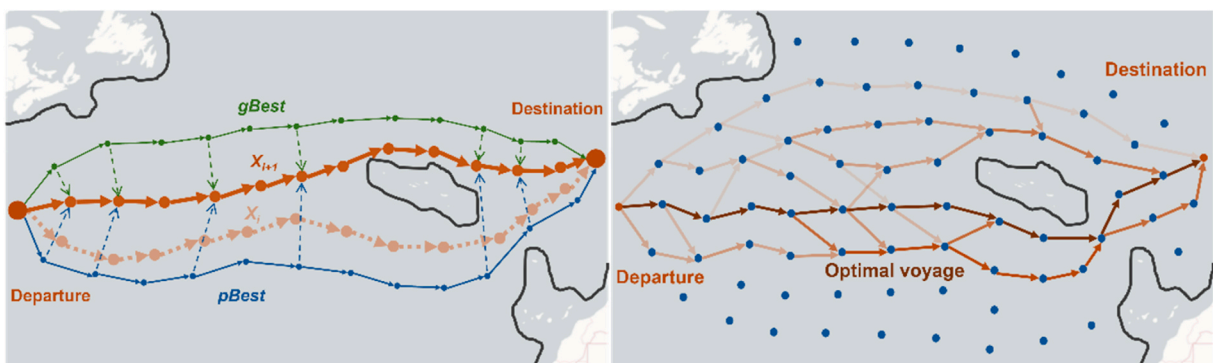 gBest
Destination
X_{i+1}
X_i
Departure
pBest
Destination
Departure
Optimal voyage